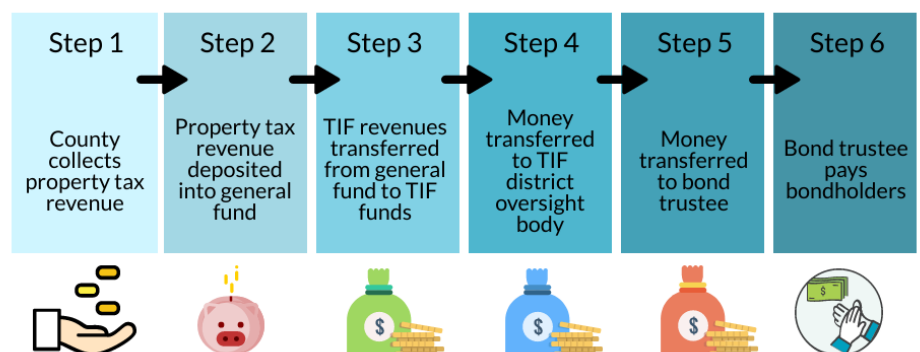 Step 1
County
collects
property tax
revenue
Step 2
Property tax
revenue
deposited
into general
fund
Step 3
TIF revenues
transferred
from general
fund to TIF
funds
Step 4
Money
transferred
to TIF
district
oversight
body
Step 5
Money
transferred
to bond
trustee
Step 6
Bond trustee
pays
bondholders
$
$
$
$